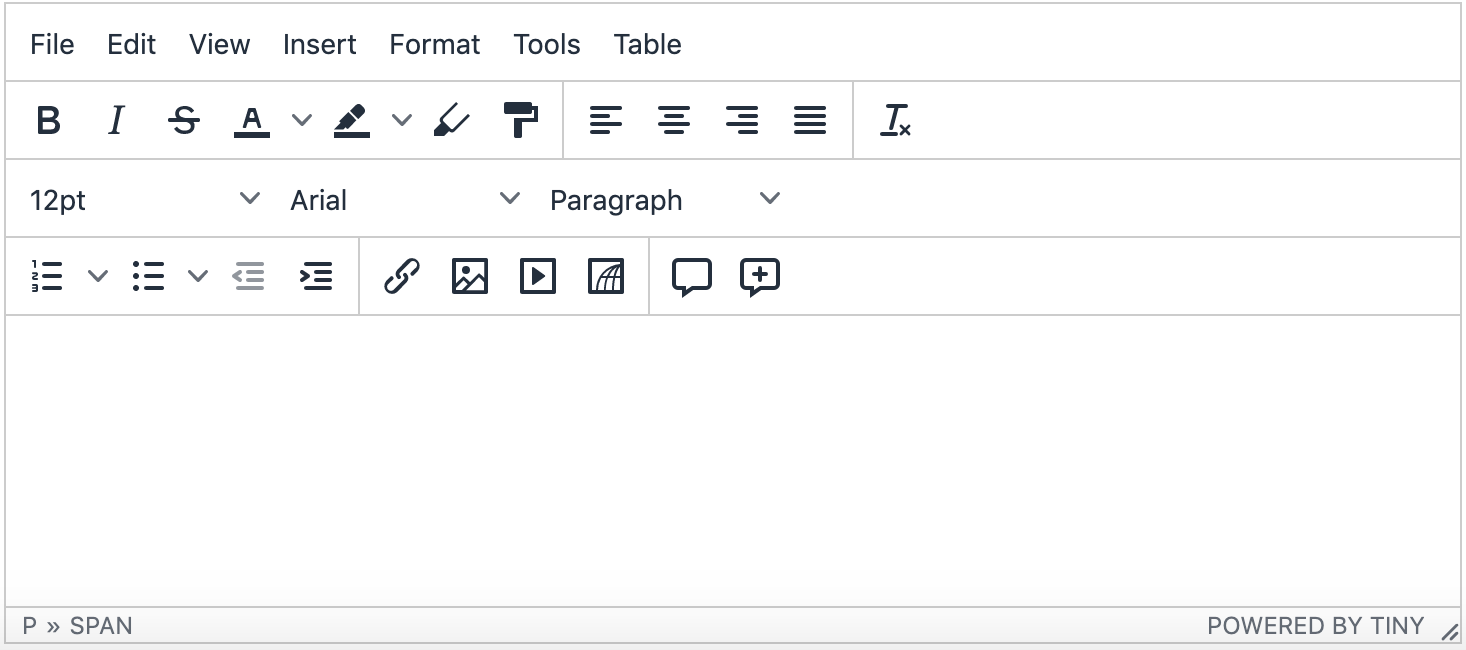 File Edit View Insert Format Tools Table
12pt Arial Paragraph
P » SPAN POWERED BY TINY